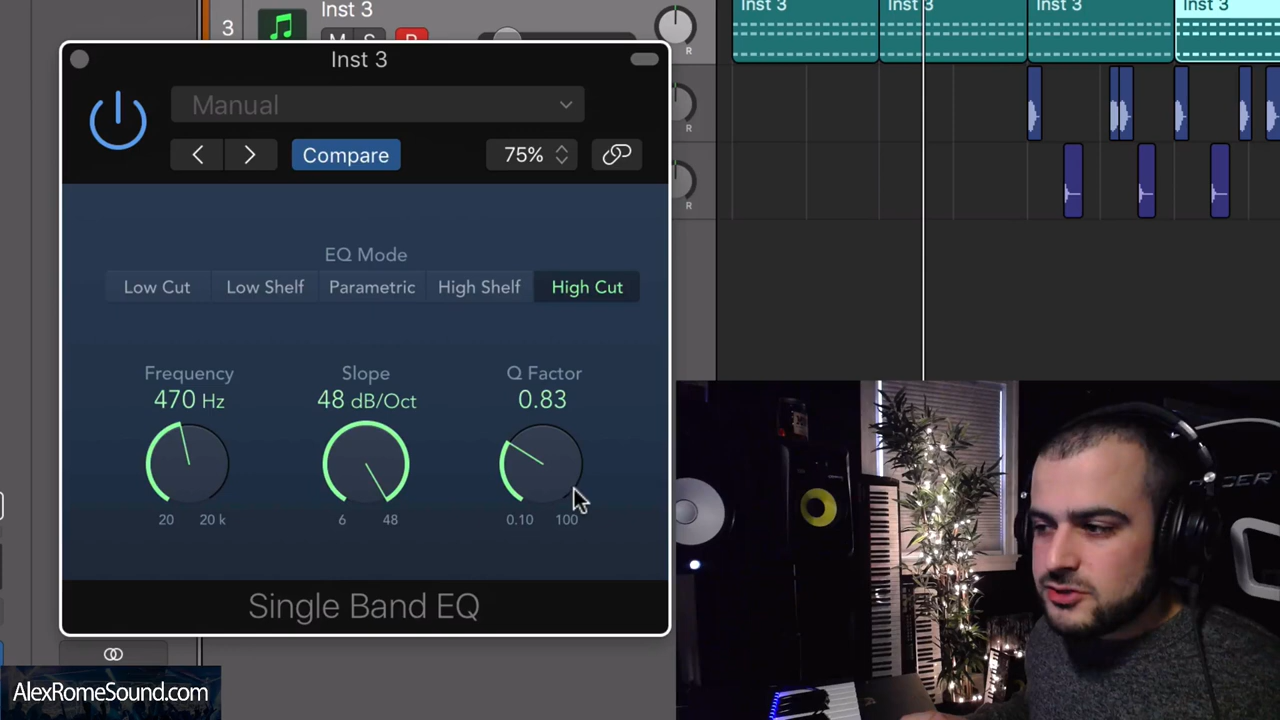 3
Inst 3
M S R
R
Inst 3 Inst 3 Inst 3 Inst 3
Inst 3
Manual
Compare
75%
R
R
EQ Mode
Low Cut Low Shelf Parametric High Shelf High Cut
Frequency Slope Q Factor
470 Hz 48 dB/Oct 0.83
20 20 k 6 48 0.10 100
Single Band EQ
AlexRomeSound.com